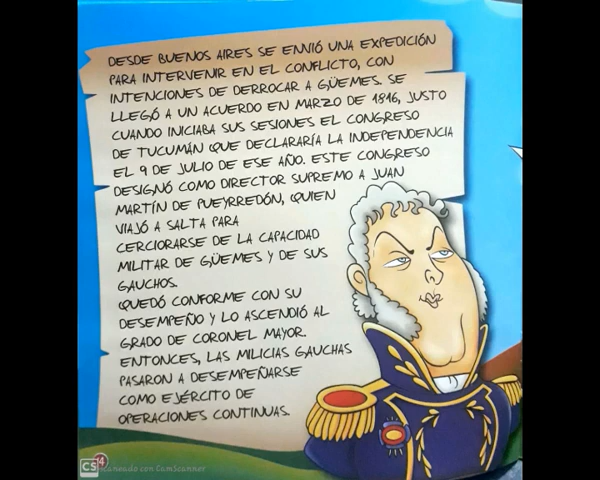 DESDE BUENOS AIRES SE ENVIÓ UNA EXPEDICIÓN
PARA INTERVENIR EN EL CONFLICTO, CON
INTENCIONES DE DERROCAR A GÜEMES. SE
LLEGÓ A UN ACUERDO EN MARZO DE 1816, JUSTO
CUANDO INICIABA SUS SESIONES EL CONGRESO
DE TUCUMÁN QUE DECLARARÍA LA INDEPENDENCIA
EL 9 DE JULIO DE ESE AÑO. ESTE CONGRESO
DESIGNÓ COMO DIRECTOR SUPREMO A JUAN
MARTÍN DE PUEYRREDÓN, QUIEN
VIAJÓ A SALTA PARA
CERCIORARSE DE LA CAPACIDAD
MILITAR DE GÜEMES Y DE SUS
GAUCHOS.
QUEDÓ CONFORME CON SU
DESEMPEÑO Y LO ASCENDIÓ AL
GRADO DE CORONEL MAYOR.
ENTONCES, LAS MILICIAS GAUCHAS
PASARON A DESEMPEÑARSE
COMO EJÉRCITO DE
OPERACIONES CONTINUAS.
14
CS caneado con CamScanner